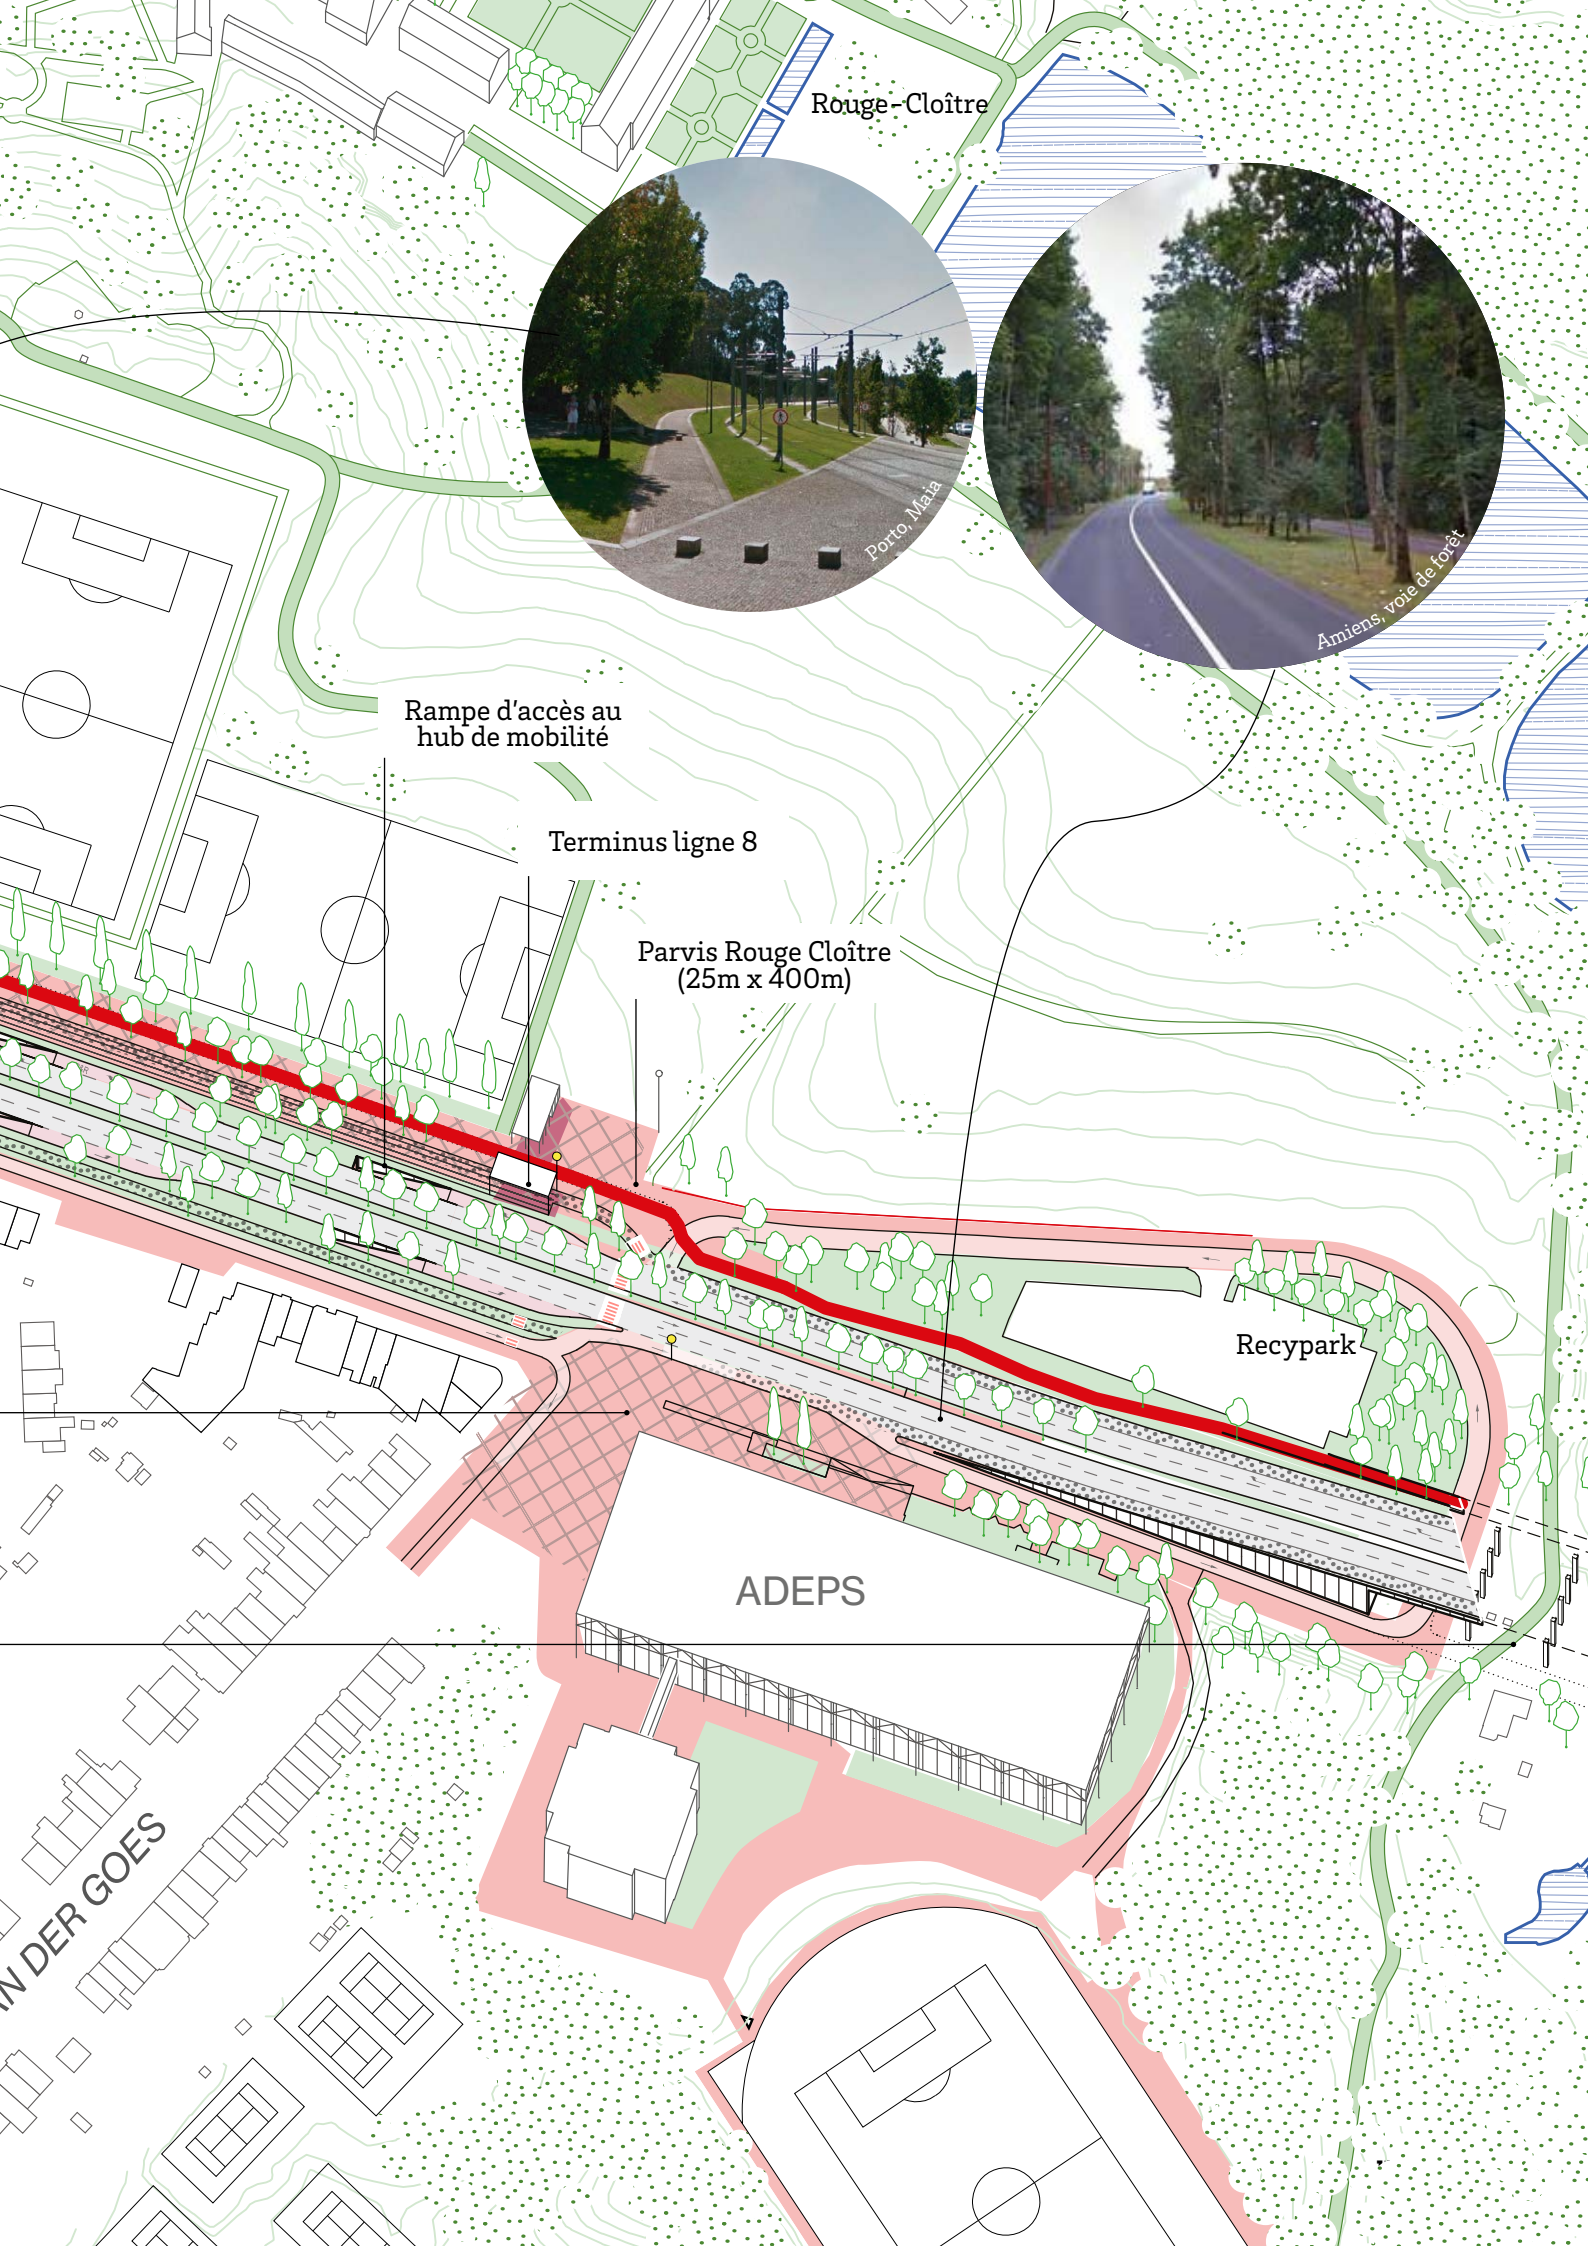 Rouge-Cloître
Porto, Maia
Amiens, voie de forêt
Rampe d'accès au
hub de mobilité
Terminus ligne 8
Parvis Rouge Cloître
(25m x 400m)
Recypark
ADEPS
DER GOES